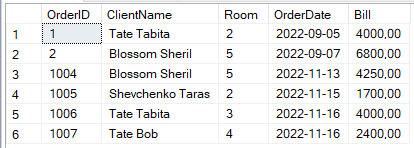 OrderID ClientName Room OrderDate Bill
1 1 Tate Tabita 2 2022-09-05 4000,00
2 2 Blossom Sheril 5 2022-09-07 6800,00
3 1004 Blossom Sheril 5 2022-11-13 4250,00
4 1005 Shevchenko Taras 2 2022-11-15 1700,00
5 1006 Tate Tabita 3 2022-11-16 4000,00
6 1007 Tate Bob 4 2022-11-16 2400,00